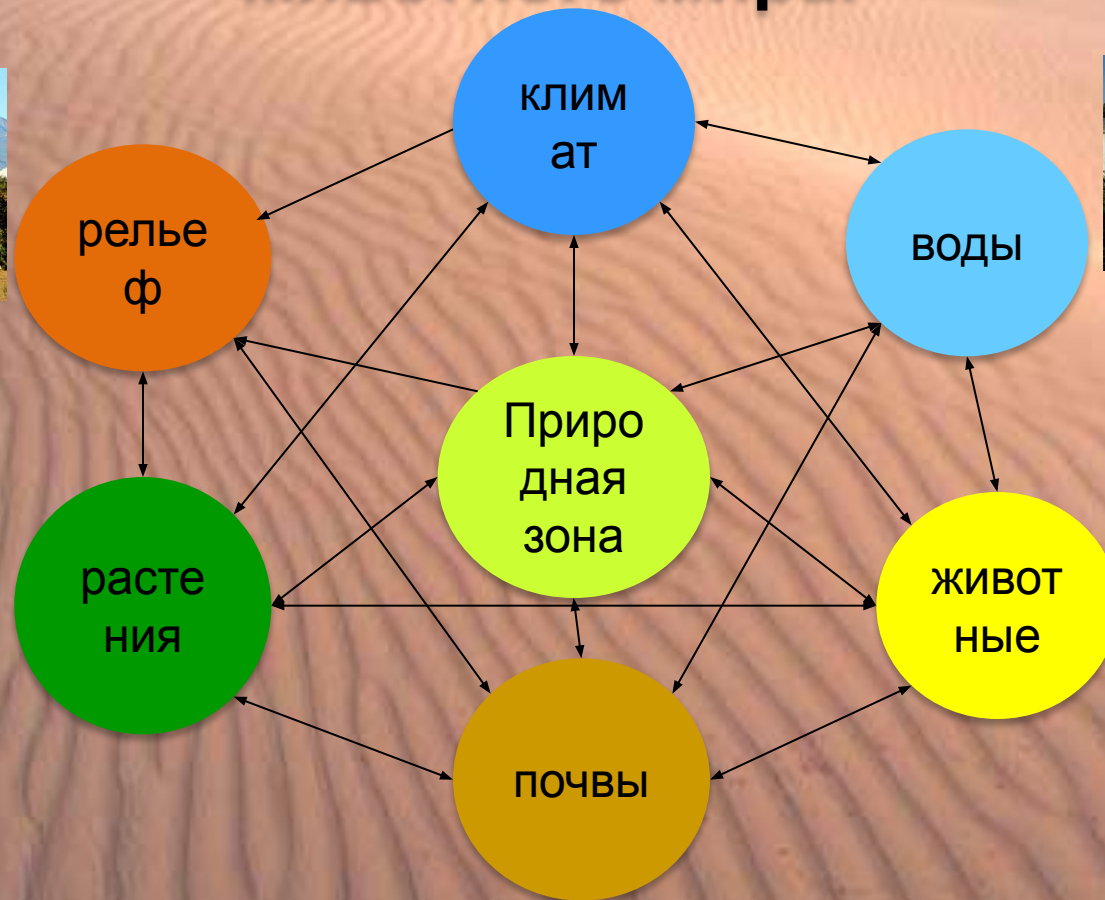 клим
ат
релье
ф
воды
Приро
дная
зона
расте
ния
живот
ные
почвы